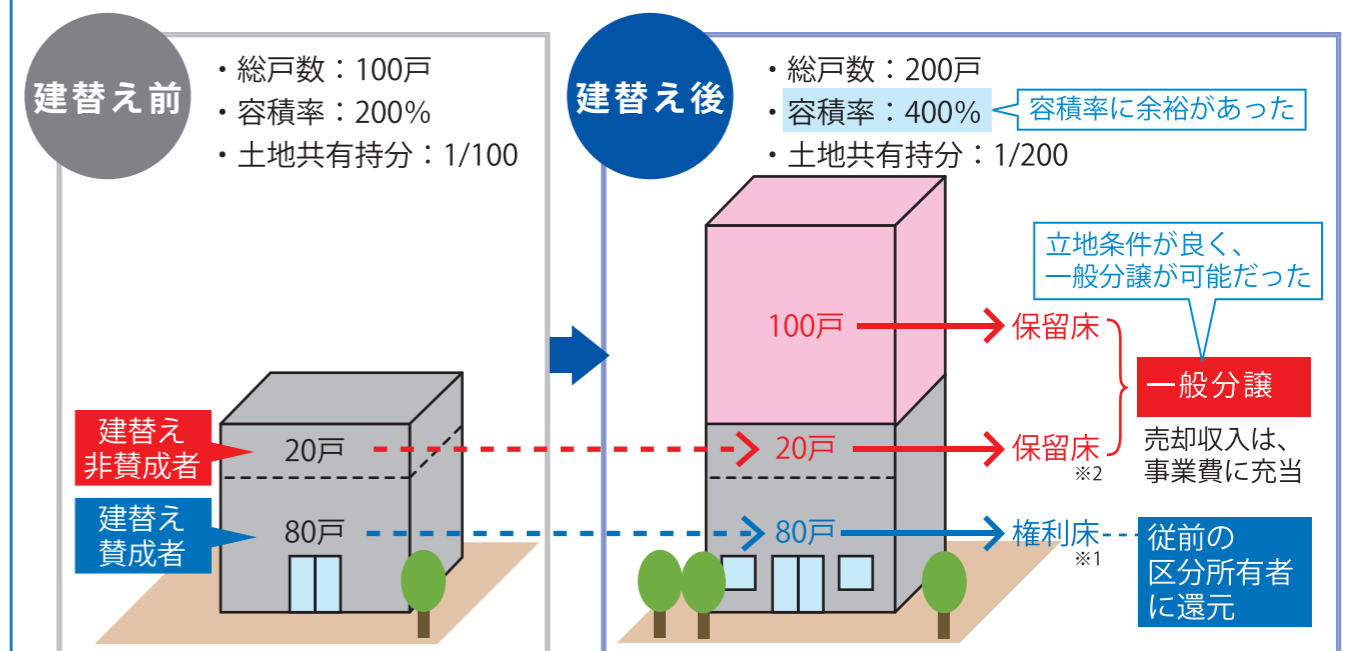 建替え前
・総戸数：100戸
・容積率：200%
・土地共有持分：1/100
建替え後
・総戸数：200戸
・容積率：400%
容積率に余裕があった
・土地共有持分：1/200
立地条件が良く、
一般分譲が可能だった
100戸
保留床
一般分譲
売却収入は、
事業費に充当
建替え
非賛成者
20戸
20戸
保留床
※2
建替え
賛成者
80戸
80戸
権利床
※1
従前の
区分所有者
に還元